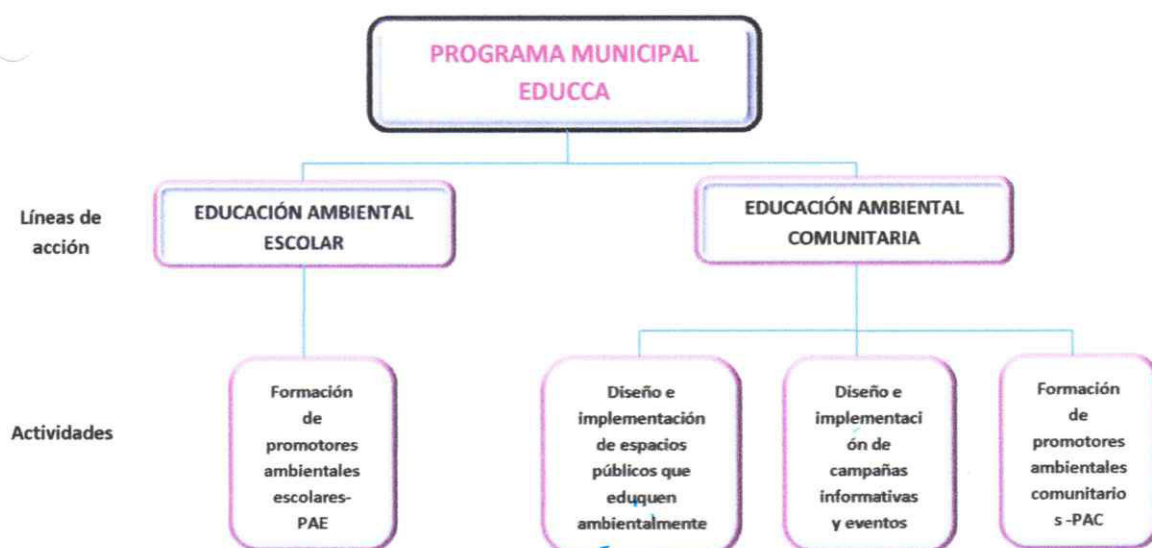 PROGRAMA MUNICIPAL
EDUCCA
Líneas de
acción
EDUCACIÓN AMBIENTAL
ESCOLAR
EDUCACIÓN AMBIENTAL
COMUNITARIA
Actividades
Formación
de
promotores
ambientales
escolares-
PAE
Diseño e
implementación
de espacios
públicos que
eduquen
ambientalmente
Diseño e
implementaci
ón de
campañas
informativas
y eventos
Formación
de
promotores
ambientales
comunitario
s -PAC